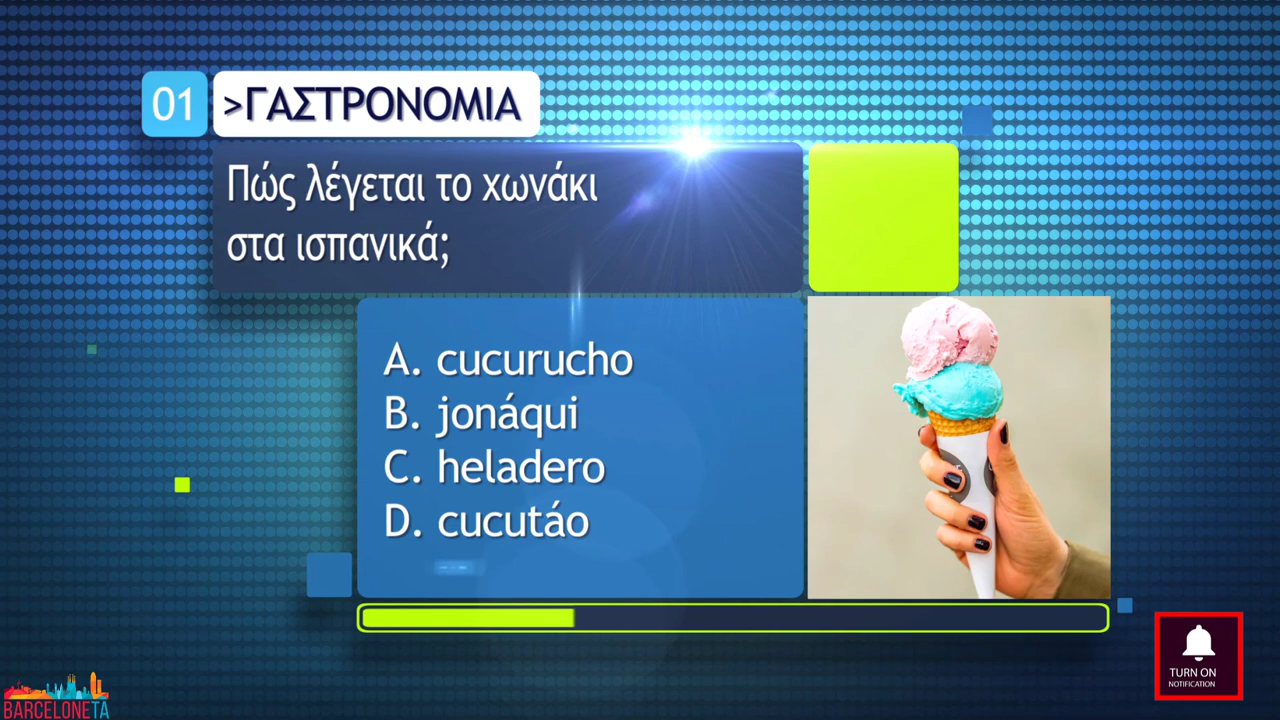 01
>ΓΑΣΤΡΟΝΟΜΙΑ
Πώς λέγεται το χωνάκι
στα ισπανικά;
A. cucurucho
B. jonáqui
C. heladero
D. cucutáo
TURN ON
NOTIFICATION
BARCELONETA